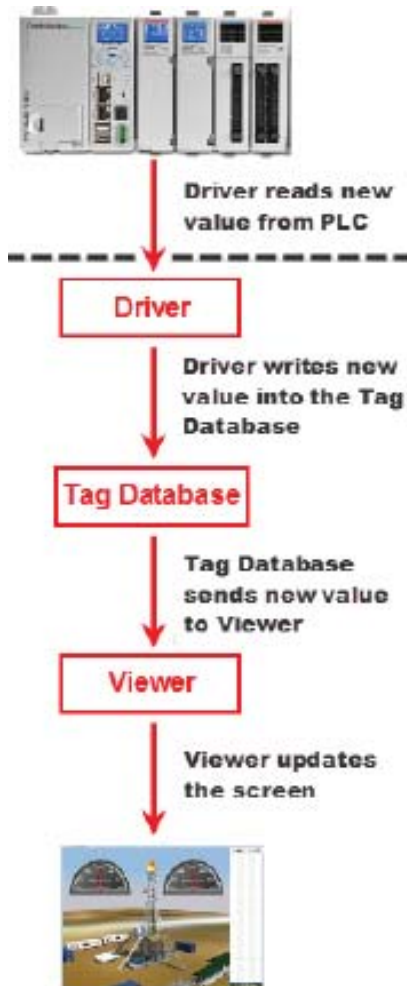 Driver reads new
value from PLC
Driver
Driver writes new
value into the Tag
Database
Tag Database
Tag Database
sends new value
to Viewer
Viewer
Viewer updates
the screen